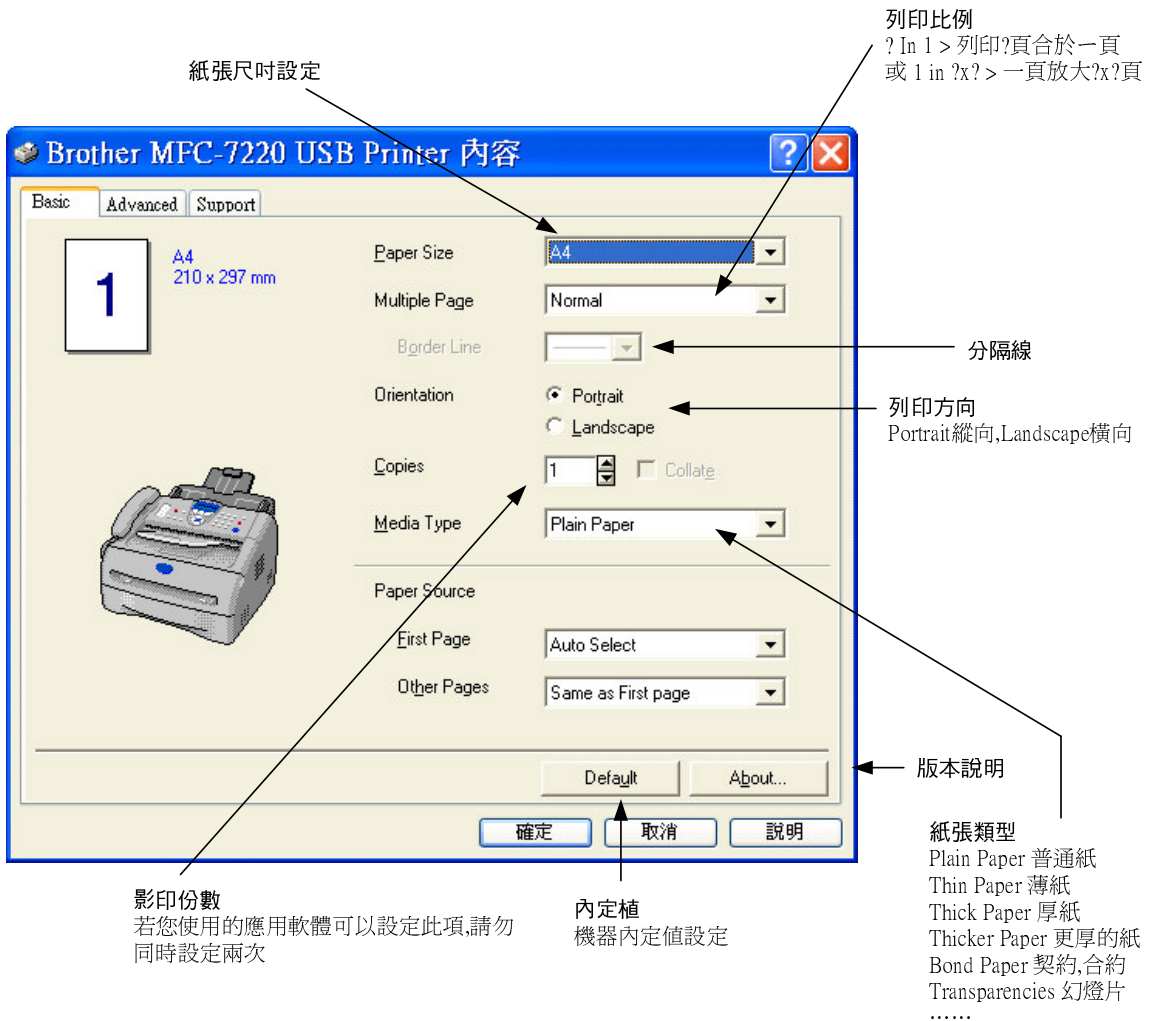 列印比例
? In 1 > 列印?頁合於ㄧ頁
或 1 in ?x? > 一頁放大?x?頁
紙張尺吋設定
Brother MFC-7220 USB Printer 內容
Basic
Advanced
Support
1
A4
210 x 297 mm
Paper Size
A4
Multiple Page
Normal
Border Line
分隔線
Orientation
Portrait
Landscape
列印方向
Portrait縱向,Landscape橫向
Copies
1
Collate
Media Type
Plain Paper
Paper Source
First Page
Auto Select
Other Pages
Same as First page
Default
About...
版本說明
確定
取消
說明
影印份數
若您使用的應用軟體可以設定此項,請勿
同時設定兩次
內定植
機器內定值設定
紙張類型
Plain Paper 普通紙
Thin Paper 薄紙
Thick Paper 厚紙
Thicker Paper 更厚的紙
Bond Paper 契約,合約
Transparencies 幻燈片
……